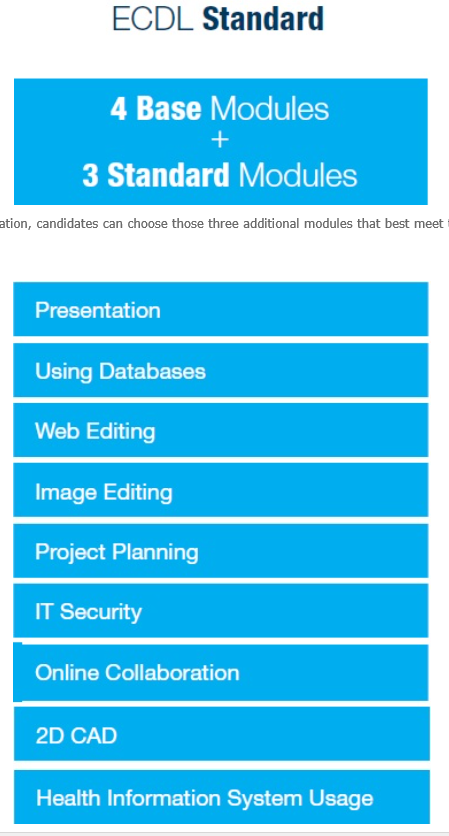 ECDL Standard
4 Base Modules
+
3 Standard Modules
ation, candidates can choose those three additional modules that best meet
Presentation
Using Databases
Web Editing
Image Editing
Project Planning
IT Security
Online Collaboration
2D CAD
Health Information System Usage